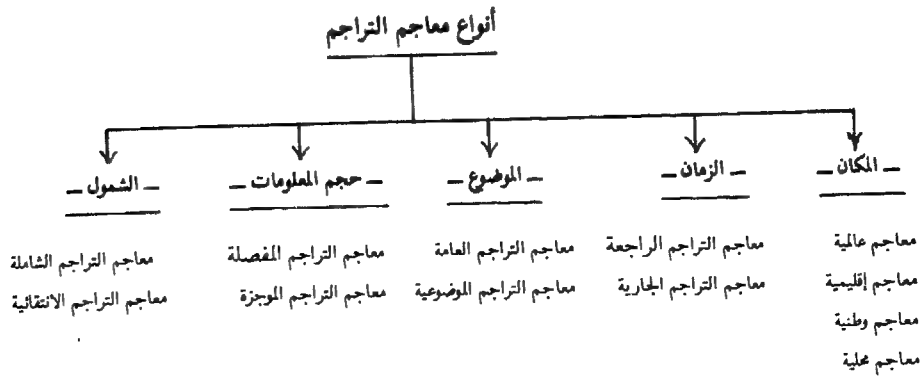 أنواع معاجم التراجم
ـ المكان ـ
معاجم عالمية
معاجم إقليمية
معاجم وطنية
معاجم محلية
ـ الزمان ـ
معاجم التراجم الراجعة
معاجم التراجم الجارية
ـ الموضوع ـ
معاجم التراجم العامة
معاجم التراجم الموضوعية
ـ حجم المعلومات ـ
معاجم التراجم المفصلة
معاجم التراجم الموجزة
ـ الشمول ـ
معاجم التراجم الشاملة
معاجم التراجم الانتقائية